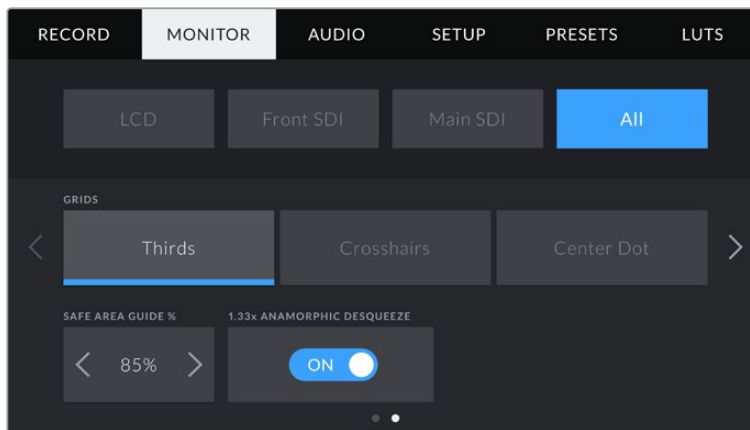 RECORD MONITOR AUDIO SETUP PRESETS LUTS
LCD Front SDI Main SDI All
GRIDS
Thirds Crosshairs Center Dot
SAFE AREA GUIDE % 1.33x ANAMORPHIC DESQUEEZE
85% ON